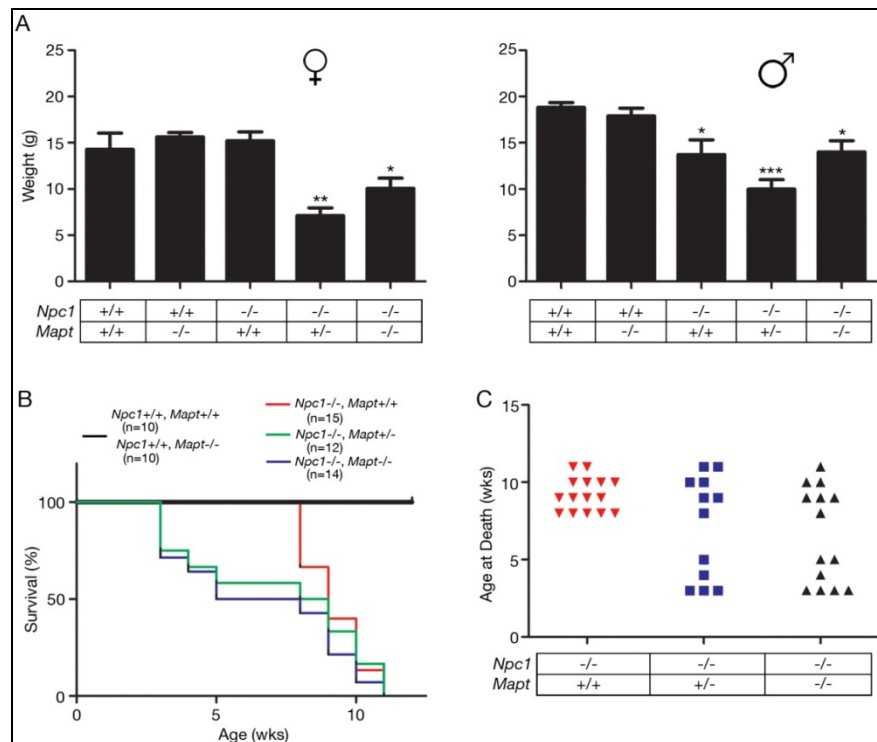 A
25
20
15
10
5
0
Weight (g)
♀
**
*
Npc1 +/+ +/+ -/- -/- -/-
Mapt +/+ -/- +/+ +/- -/-
25
20
15
10
5
0
♂
*
***
*
Npc1 +/+ +/+ -/- -/- -/-
Mapt +/+ -/- +/+ +/- -/-
B
Npc1+/+, Mapt+/+
(n=10)
Npc1+/+, Mapt-/-
(n=10)
Npc1-/-, Mapt+/+
(n=15)
Npc1-/-, Mapt+/-
(n=12)
Npc1-/-, Mapt-/-
(n=14)
100
50
0
Survival (%)
0 5 10
Age (wks)
C
15
10
5
0
Age at Death (wks)
Npc1 -/- -/- -/-
Mapt +/+ +/- -/-